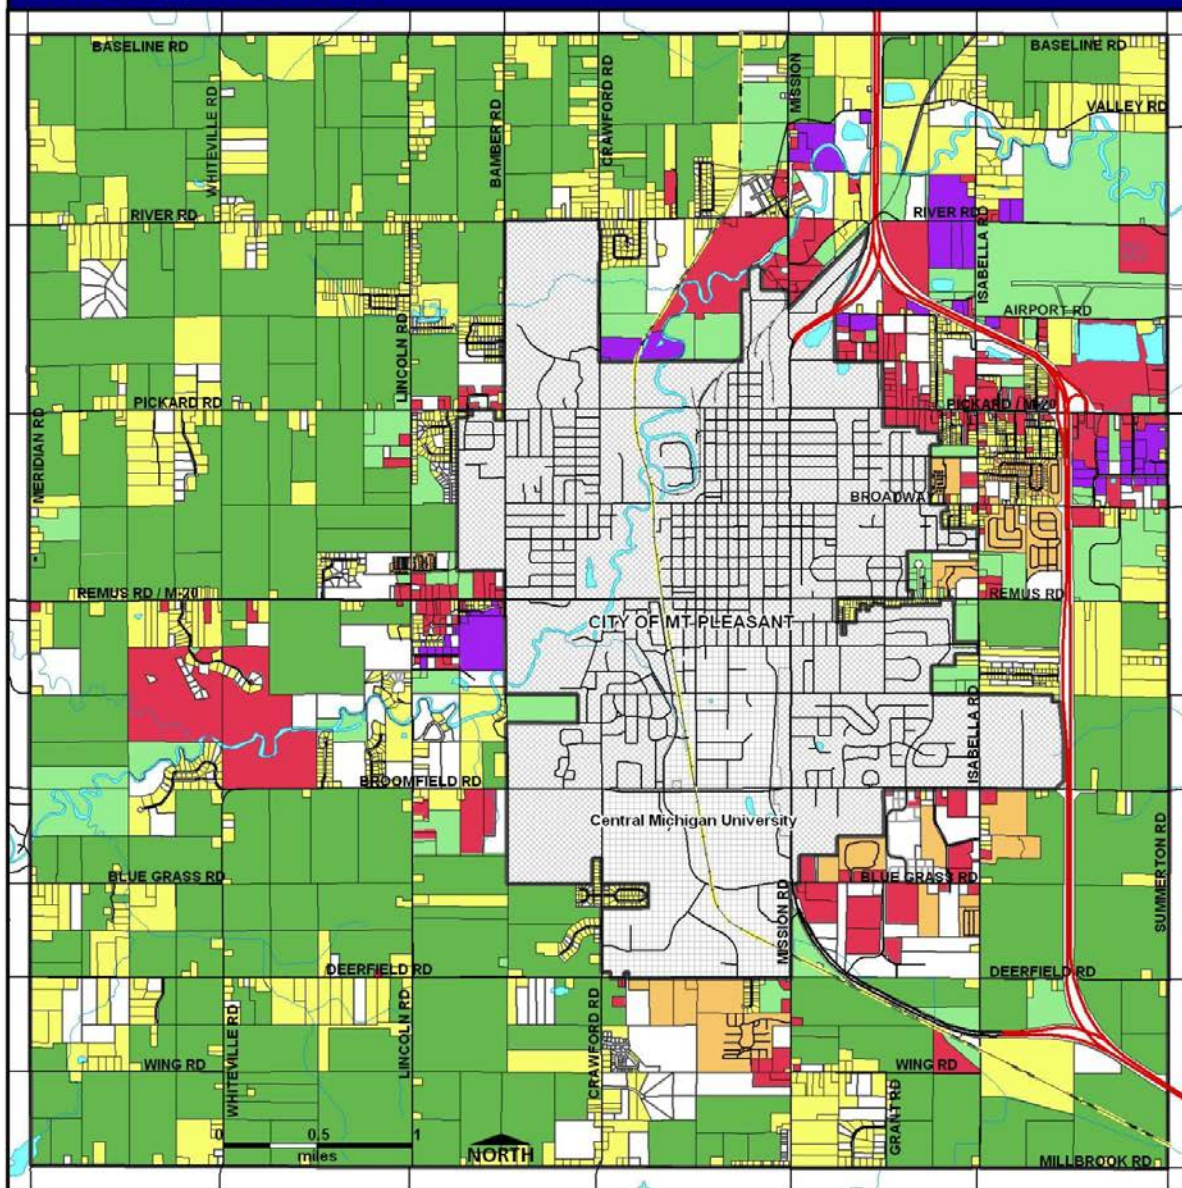 BASELINE RD
BASELINE RD
WHITEVILLE RD
BAMBER RD
CRAWFORD RD
MISSION
VALLEY RD
RIVER RD
RIVER RD
ISABELLA RD
AIRPORT RD
LINCOLN RD
MERIDIAN RD
PICKARD RD
PICKARD / M-20
BROADWAY
REMUS RD / M-20
REMUS RD
CITY OF MT PLEASANT
ISABELLA RD
BROOMFIELD RD
Central Michigan University
BLUE GRASS RD
BLUE GRASS RD
SUMMERTON RD
MISSION RD
DEERFIELD RD
DEERFIELD RD
WHITEVILLE RD
LINCOLN RD
CRAWFORD RD
WING RD
WING RD
GRANT RD
0 0.5 1
miles
NORTH
MILLBROOK RD